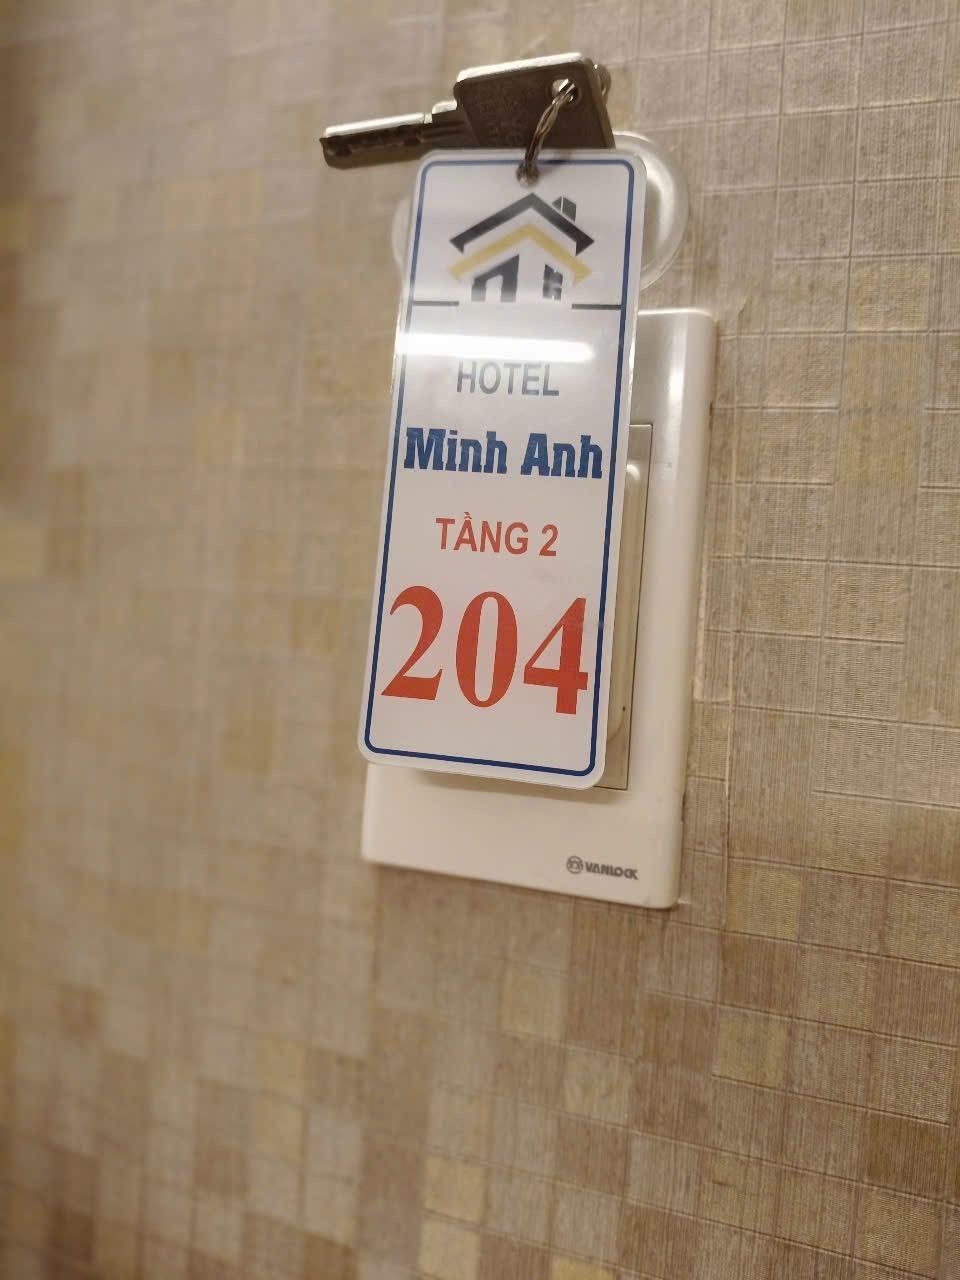 HOTEL
Minh Anh
TẦNG 2
204
VANLOCK